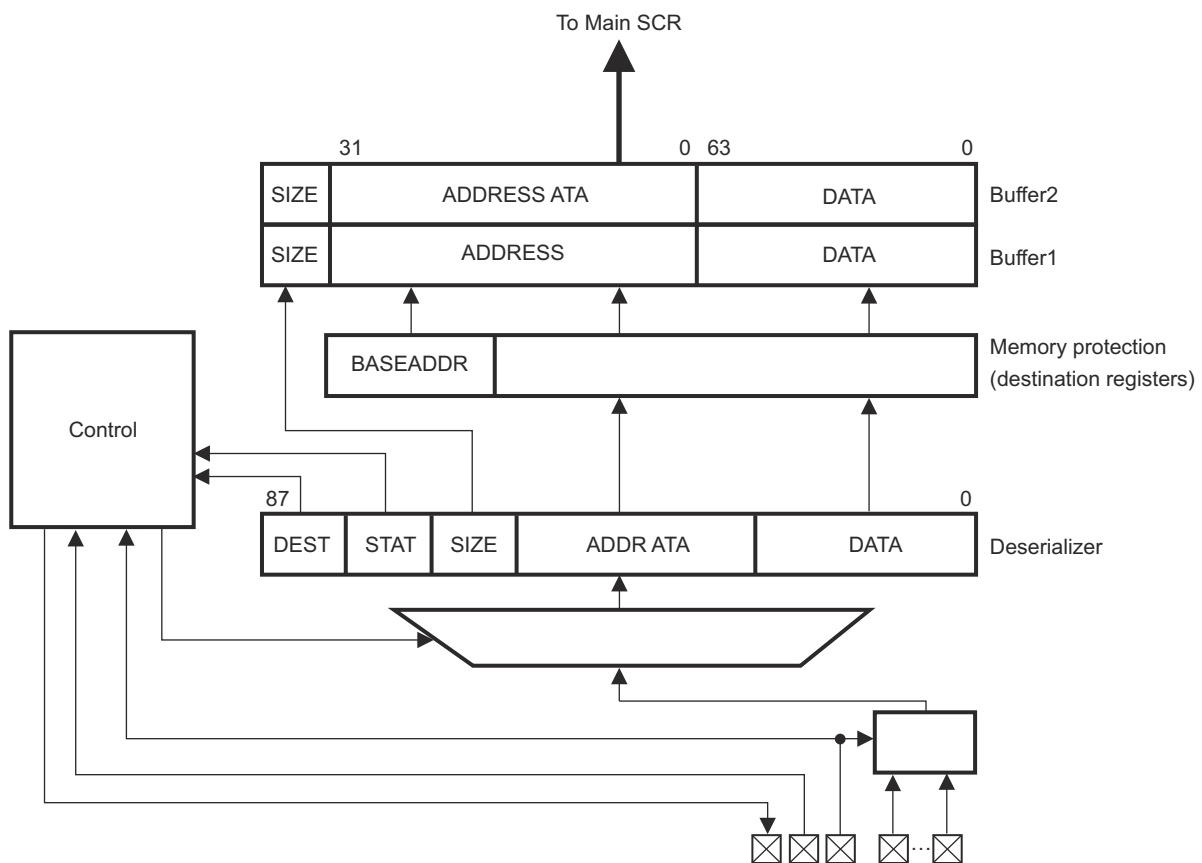 To Main SCR
31 0 63 0
SIZE ADDRESS ATA DATA Buffer2
SIZE ADDRESS DATA Buffer1
BASEADDR Memory protection
(destination registers)
Control
87 0
DEST STAT SIZE ADDR ATA DATA Deserializer
...